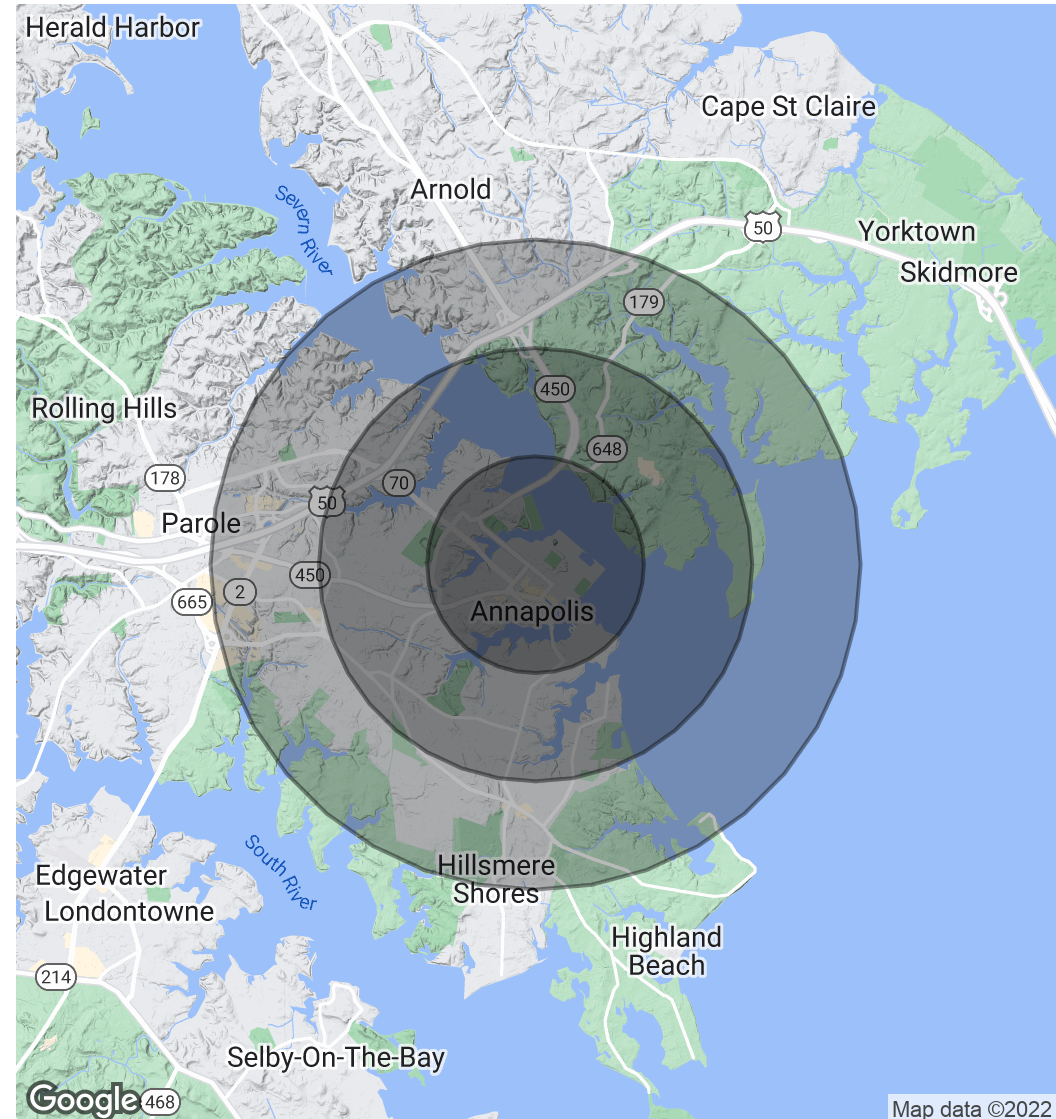 Herald Harbor
Cape St Claire
Arnold
Severn River
50
Yorktown
Skidmore
179
450
Rolling Hills
648
178
70
50
Parole
450
2
665
Annapolis
Hillsmere
Shores
South River
Edgewater
Londontowne
Highland
Beach
214
Selby-On-The-Bay
Google
468
Map data ©2022